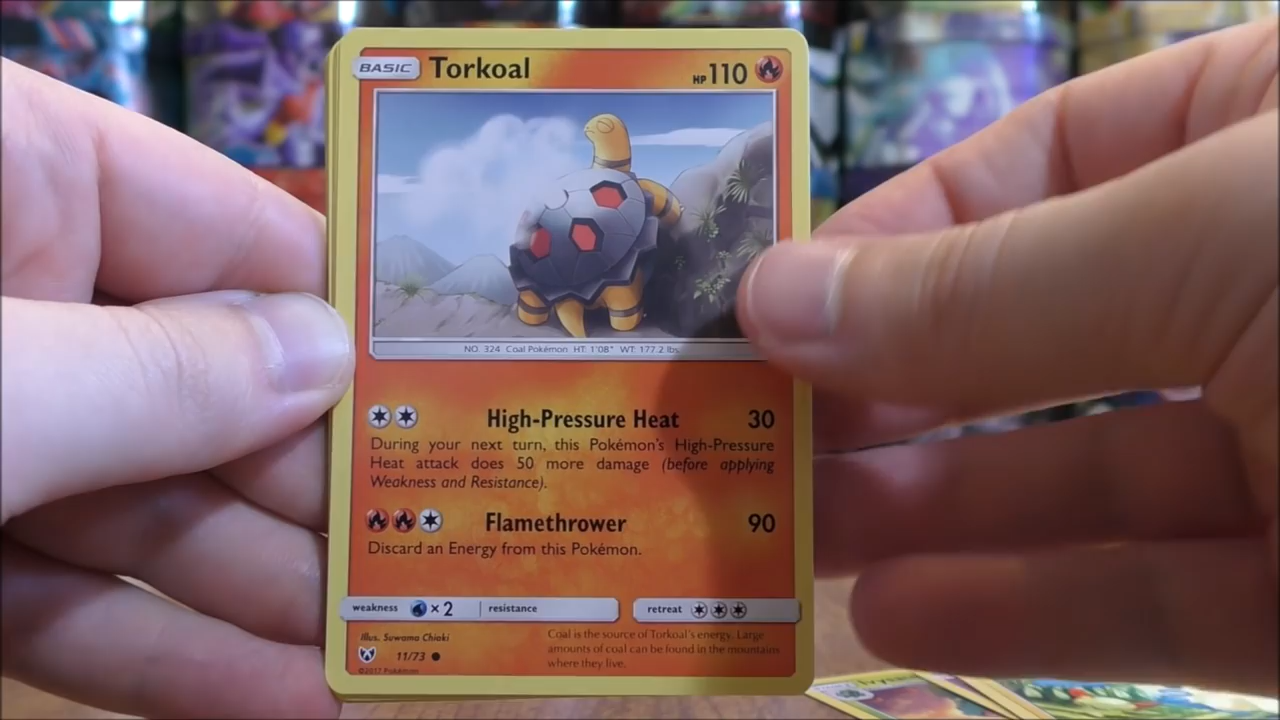 BASIC Torkoal HP 110
NO. 324 Coal Pokémon HT: 1'08" WT: 177.2 lbs.
High-Pressure Heat 30
During your next turn, this Pokémon's High-Pressure
Heat attack does 50 more damage (before applying
Weakness and Resistance).
Flamethrower 90
Discard an Energy from this Pokémon.
weakness ×2 resistance retreat
Illus. Suwama Chiaki
11/73
©2017 Pokémon
Coal is the source of Torkoal's energy. Large
amounts of coal can be found in the mountains
where they live.